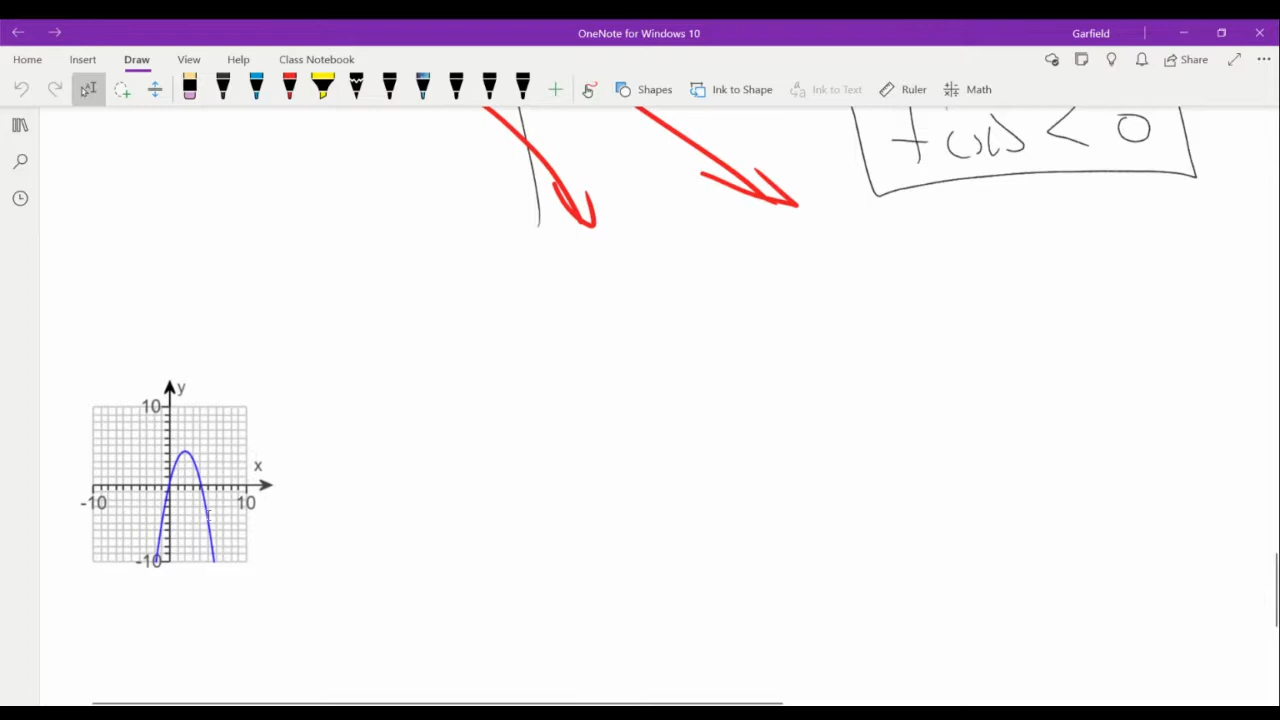 OneNote for Windows 10
Garfield
Home Insert Draw View Help Class Notebook
Share
Shapes Ink to Shape Ink to Text Ruler Math
f(x) < 0
y
10
x
-10 10
-10